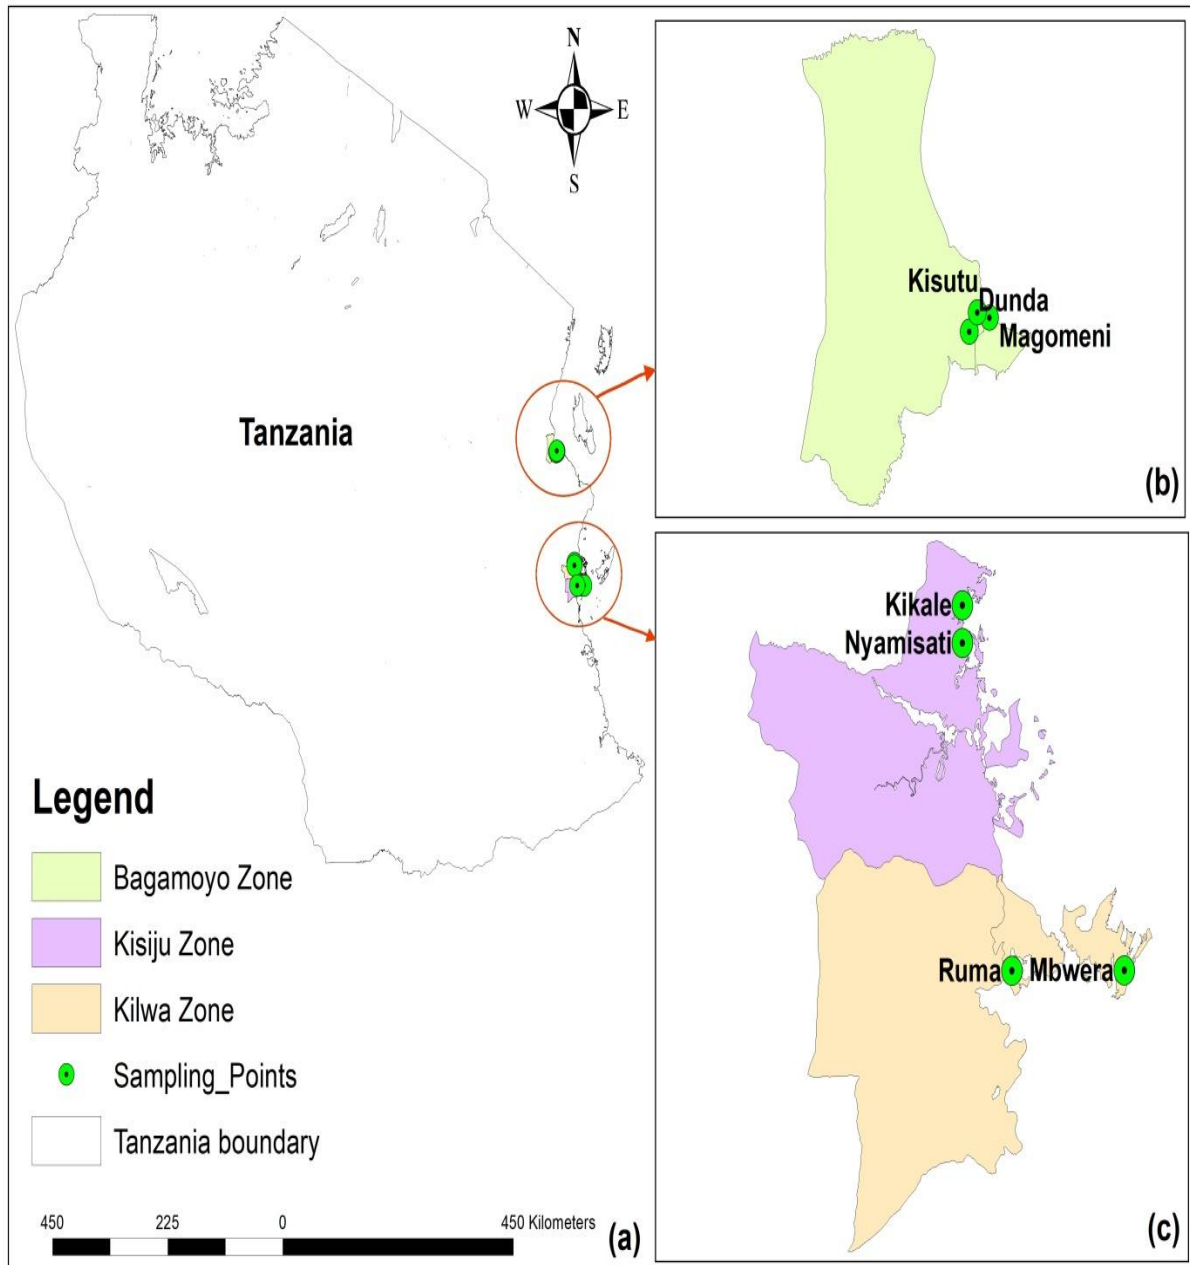 N
W E
S
Tanzania
Legend
Bagamoyo Zone
Kisiju Zone
Kilwa Zone
Sampling_Points
Tanzania boundary
450 225 0 450 Kilometers
(a)
Kisutu
Dunda
Magomeni
(b)
Kikale
Nyamisati
Ruma Mbwera
(c)